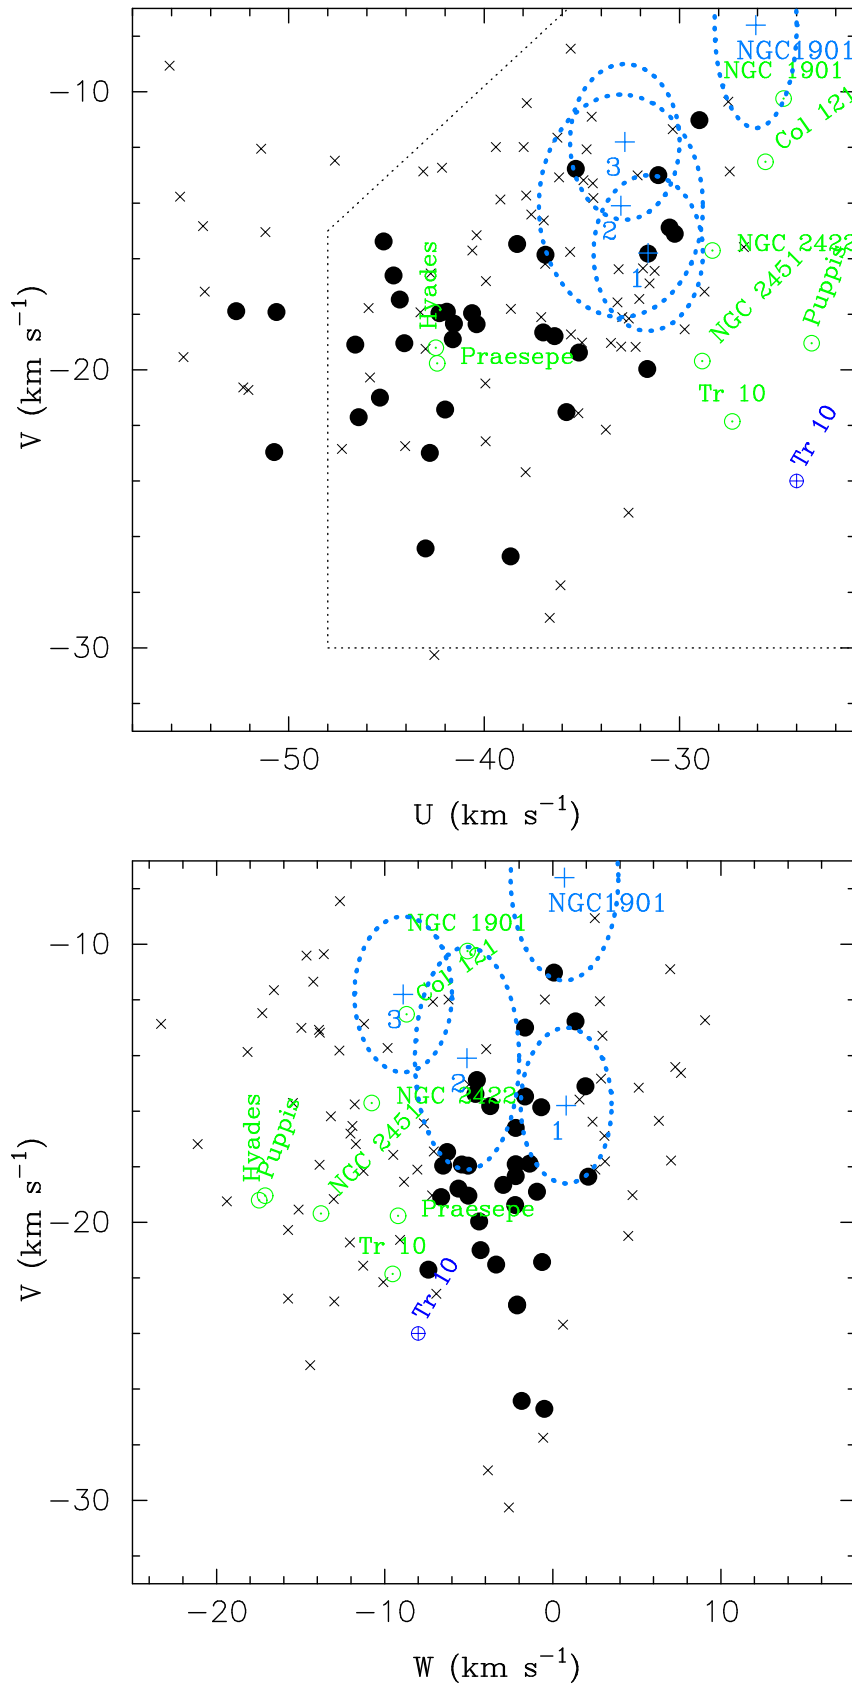 NGC1901
NGC 1901
−10
Col 121
3
2
NGC 2422
1
Hyades
NGC 2451
Puppis
Praesepe
−20
Tr 10
Tr 10
V (km s−1)
−30
−50
−40
−30
U (km s−1)
NGC1901
NGC 1901
−10
Col 121
3
2
NGC 2422
1
Hyades
Puppis
NGC 2451
Praesepe
−20
Tr 10
Tr 10
V (km s−1)
−30
−20
−10
0
10
W (km s−1)